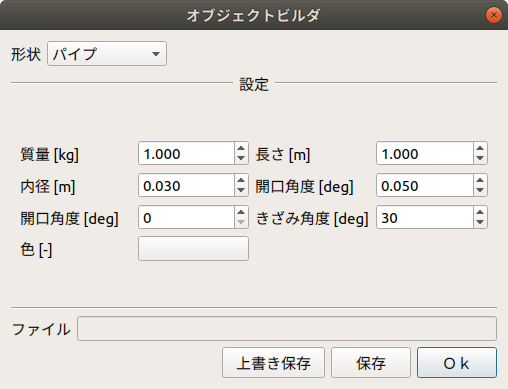 オブジェクトビルダ
形状 パイプ
設定
質量 [kg] 1.000 長さ [m] 1.000
内径 [m] 0.030 開口角度 [deg] 0.050
開口角度 [deg] 0 きざみ角度 [deg] 30
色 [-]
ファイル
上書き保存 保存 Ｏｋ